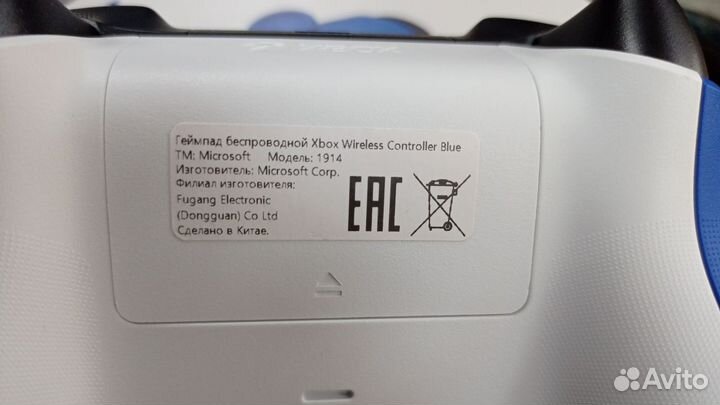 Геймпад беспроводной Xbox Wireless Controller Blue
TM: Microsoft Модель: 1914
Изготовитель: Microsoft Corp.
Филиал изготовителя:
Fugang Electronic
(Dongguan) Co Ltd
Сделано в Китае.
EAC
Avito